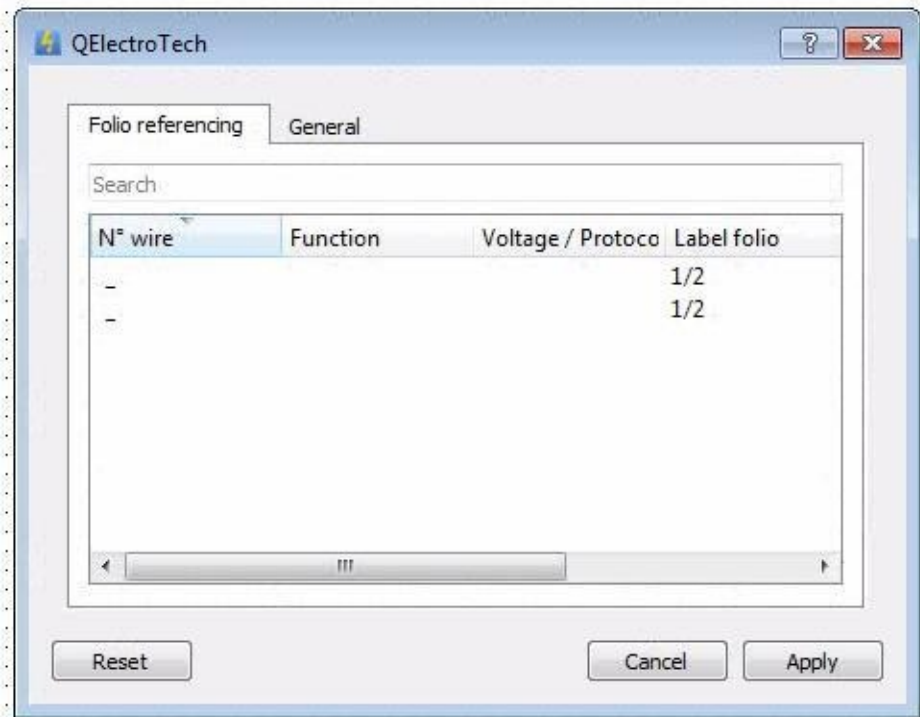 QElectroTech
Folio referencing General
Search
N° wire Function Voltage / Protoco Label folio
_ 1/2
_ 1/2
Reset Cancel Apply